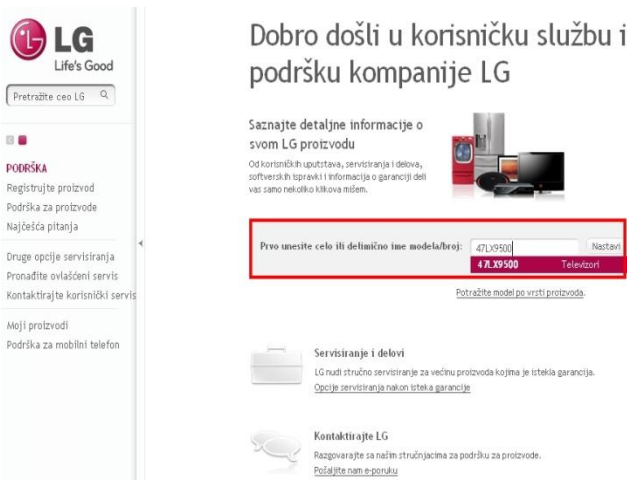 LG
Life's Good
Pretražite ceo LG
PODRŠKA
Registrujte proizvod
Podrška za proizvode
Najčešća pitanja
Druge opcije servisiranja
Pronađite ovlašćeni servis
Kontaktirajte korisnički servis
Moji proizvodi
Podrška za mobilni telefon
Dobro došli u korisničku službu i
podršku kompanije LG
Saznajte detaljne informacije o
svom LG proizvodu
Od korisničkih uputstava, servisiranja i delova,
softverskih ispravki i informacija o garanciji deli
vas samo nekoliko klikova mišem.
Prvo unesite celo ili delimično ime modela/broj: 47LX9500 Nastavi
47LX9500 Televizori
Potražite model po vrsti proizvoda.
Servisiranje i delovi
LG nudi stručno servisiranje za većinu proizvoda kojima je istekla garancija.
Opcije servisiranja nakon isteka garancije
Kontaktirajte LG
Razgovarajte sa našim stručnjacima za podršku za proizvode.
Pošaljite nam e-poruku